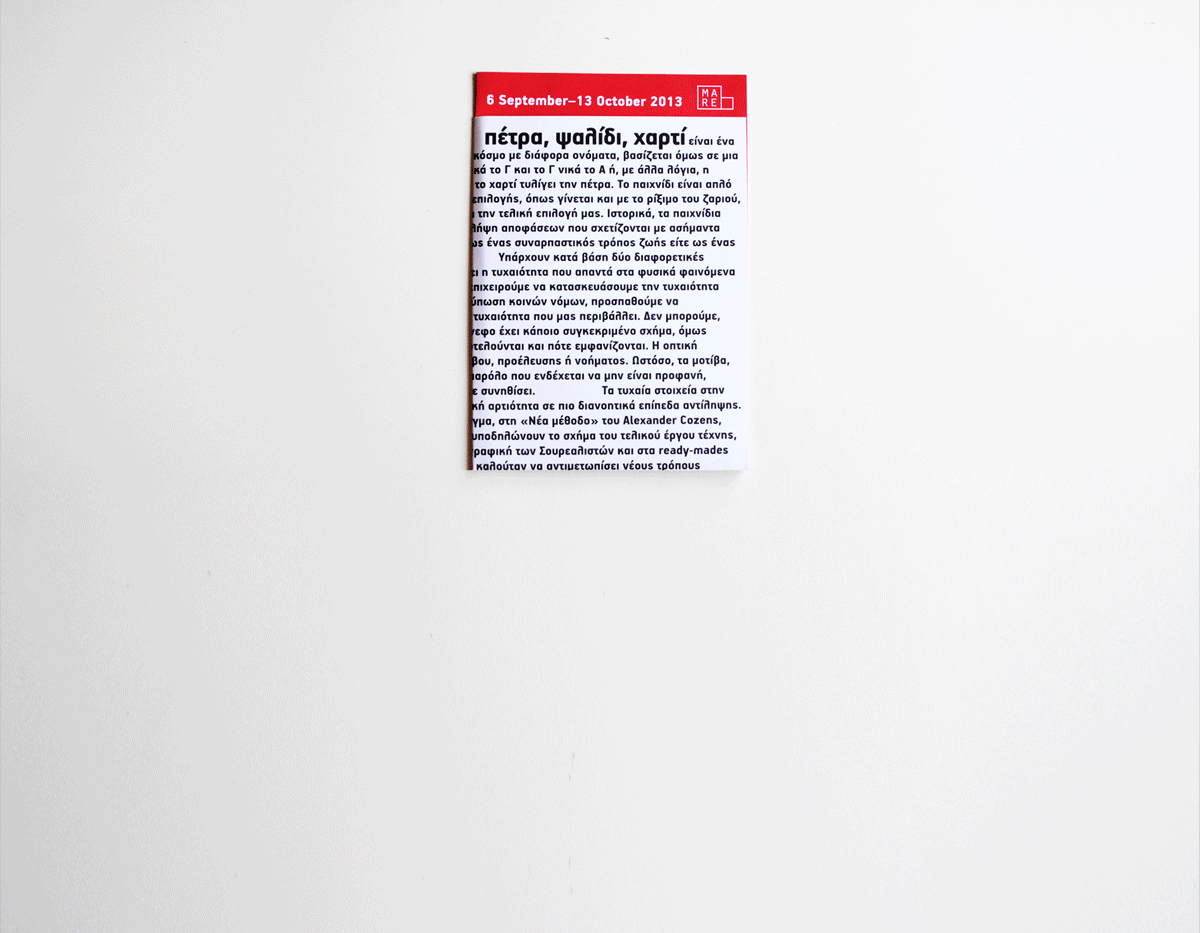 6 September–13 October 2013
MA
RE
πέτρα, ψαλίδι, χαρτί είναι ένα
κόσμο με διάφορα ονόματα, βασίζεται όμως σε μια
κά το Γ και το Γ νικά το Α ή, με άλλα λόγια, η
το χαρτί τυλίγει την πέτρα. Το παιχνίδι είναι απλό
επιλογής, όπως γίνεται και με το ρίξιμο του ζαριού,
την τελική επιλογή μας. Ιστορικά, τα παιχνίδια
λήψη αποφάσεων που σχετίζονται με ασήμαντα
ως ένας συναρπαστικός τρόπος ζωής είτε ως ένας
Υπάρχουν κατά βάση δύο διαφορετικές
ει η τυχαιότητα που απαντά στα φυσικά φαινόμενα
πιχειρούμε να κατασκευάσουμε την τυχαιότητα
ύπωση κοινών νόμων, προσπαθούμε να
τυχαιότητα που μας περιβάλλει. Δεν μπορούμε,
νεφο έχει κάποιο συγκεκριμένο σχήμα, όμως
τελούνται και πότε εμφανίζονται. Η οπτική
βου, προέλευσης ή νοήματος. Ωστόσο, τα μοτίβα,
παρόλο που ενδέχεται να μην είναι προφανή,
ε συνηθίσει. Τα τυχαία στοιχεία στην
κή αρτιότητα σε πιο διανοητικά επίπεδα αντίληψης.
γμα, στη «Νέα μέθοδο» του Alexander Cozens,
υποδηλώνουν το σχήμα του τελικού έργου τέχνης,
ραφική των Σουρεαλιστών και στα ready-mades
καλούταν να αντιμετωπίσει νέους τρόπους